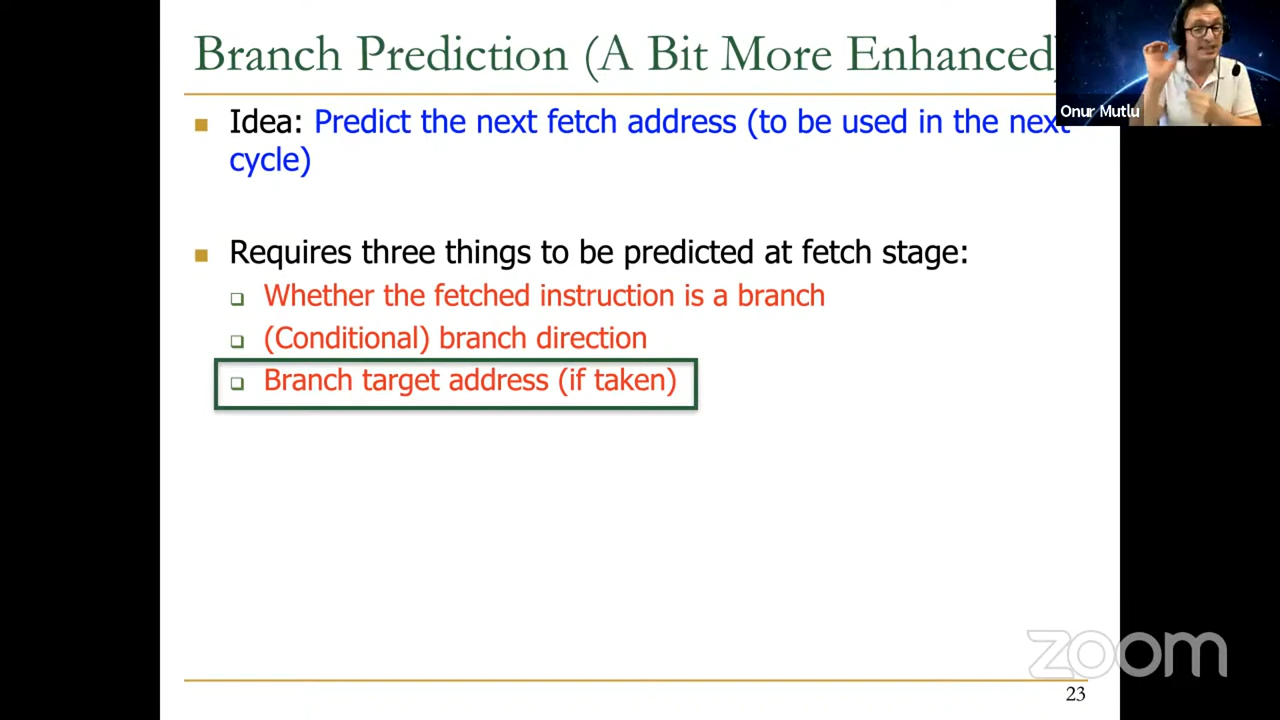 Branch Prediction (A Bit More Enhanced)
Onur Mutlu
Idea: Predict the next fetch address (to be used in the next
cycle)
Requires three things to be predicted at fetch stage:
Whether the fetched instruction is a branch
(Conditional) branch direction
Branch target address (if taken)
zoom
23